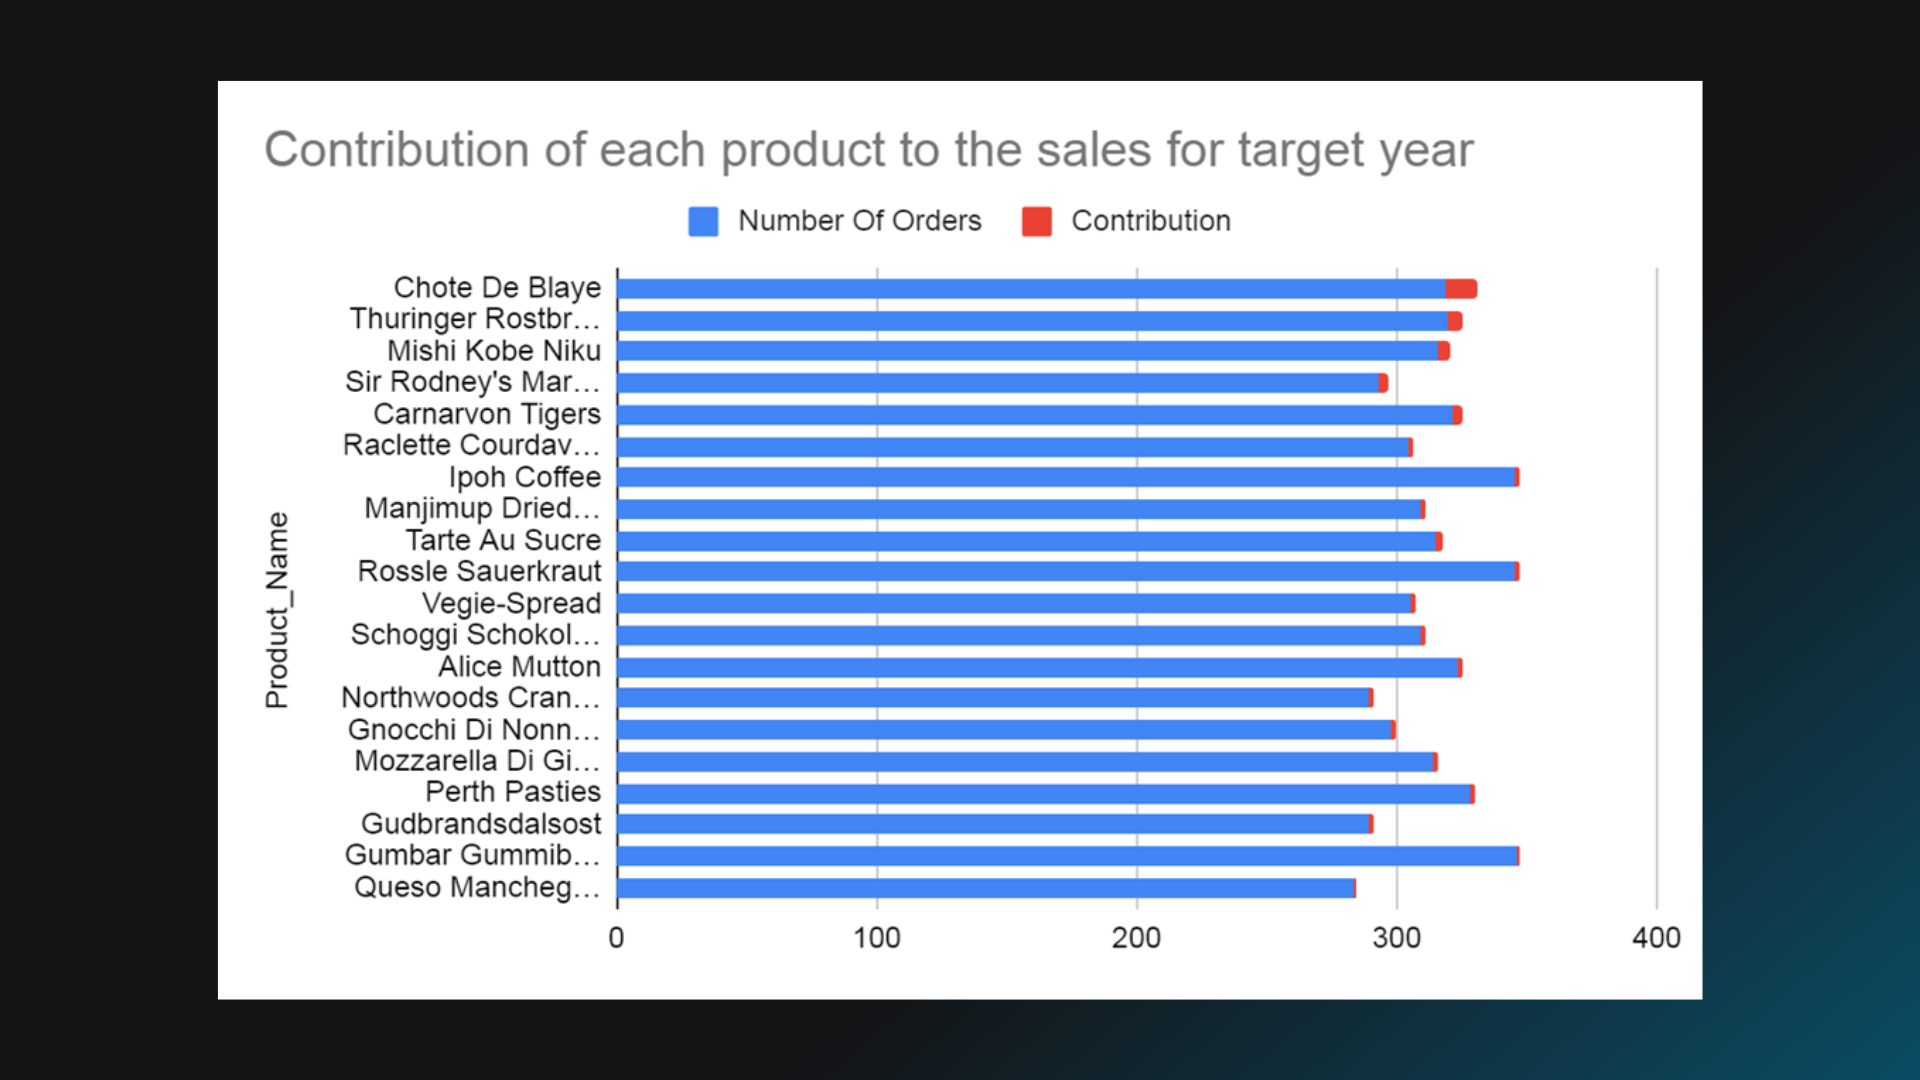 Contribution of each product to the sales for target year
Number Of Orders Contribution
Product_Name
Chote De Blaye
Thuringer Rostbr…
Mishi Kobe Niku
Sir Rodney's Mar…
Carnarvon Tigers
Raclette Courdav…
Ipoh Coffee
Manjimup Dried…
Tarte Au Sucre
Rossle Sauerkraut
Vegie-Spread
Schoggi Schokol…
Alice Mutton
Northwoods Cran…
Gnocchi Di Nonn…
Mozzarella Di Gi…
Perth Pasties
Gudbrandsdalsost
Gumbar Gummib…
Queso Mancheg…
0 100 200 300 400